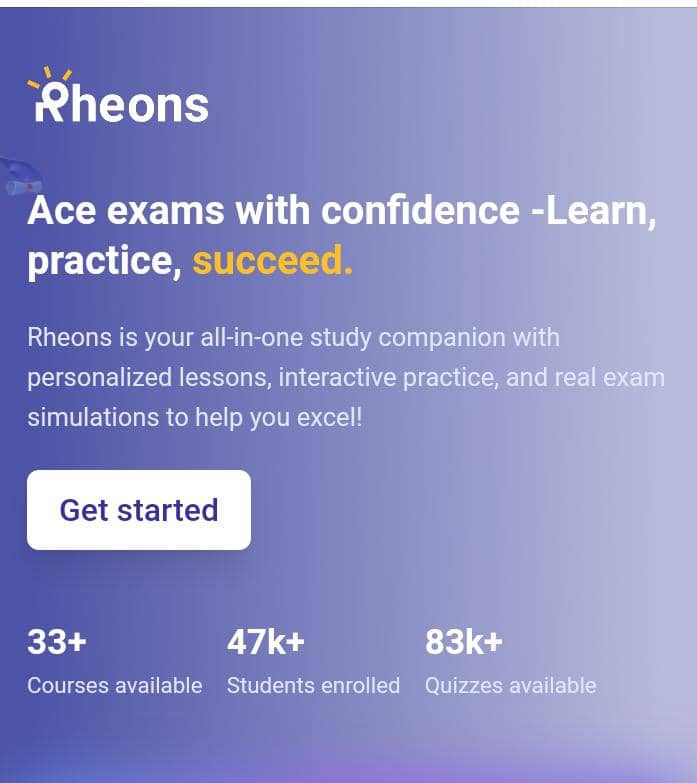 Rheons
Ace exams with confidence -Learn,
practice, succeed.
Rheons is your all-in-one study companion with
personalized lessons, interactive practice, and real exam
simulations to help you excel!
Get started
33+ 47k+ 83k+
Courses available Students enrolled Quizzes available